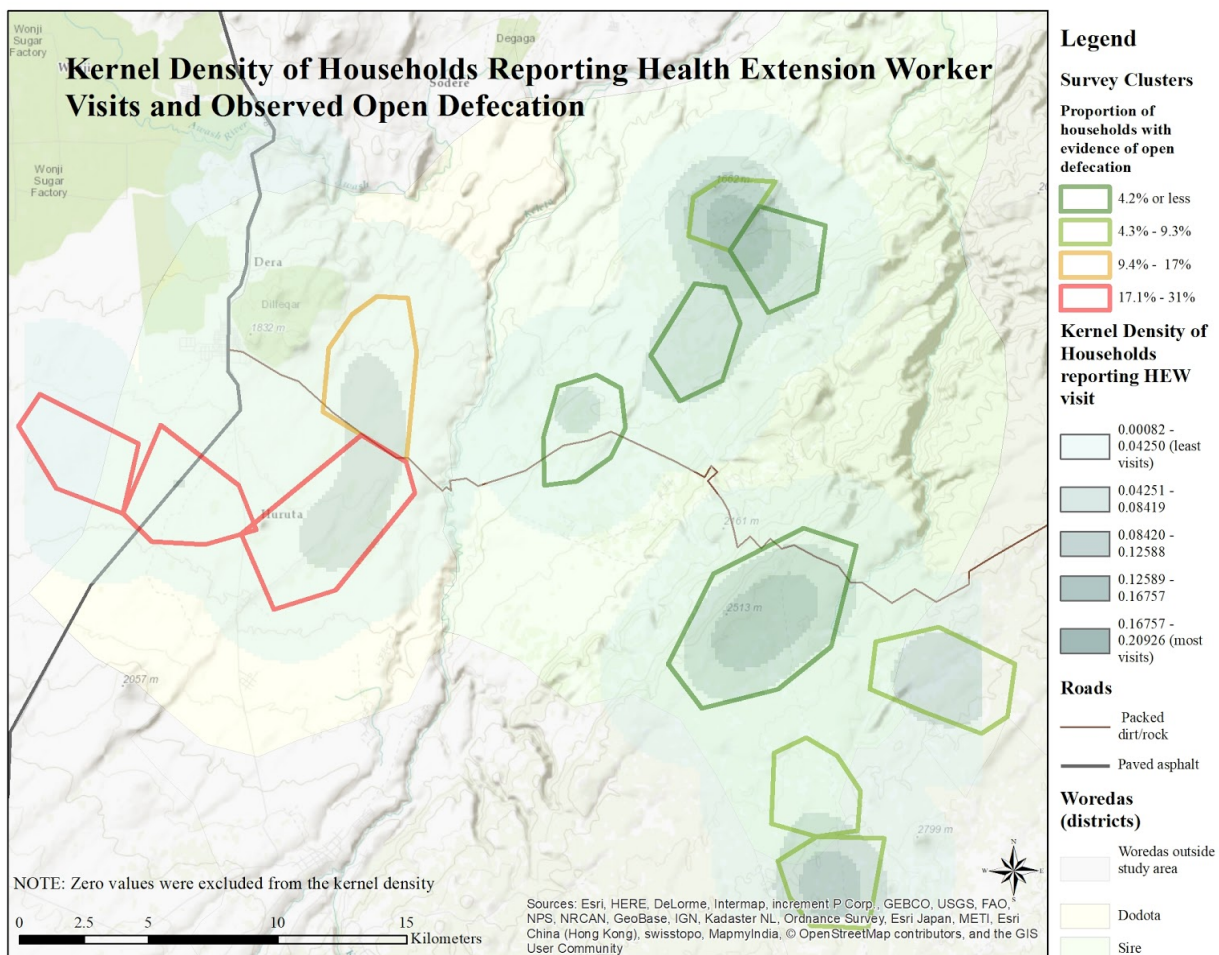 Wonji
Sugar
Factory
Degaga
Sodere
Kernel Density of Households Reporting Health Extension Worker
Visits and Observed Open Defecation
Awash River
Wonji
Sugar
Factory
1662 m
Keleta
Dera
Dilfeqar
1832 m
Huruta
2161 m
2513 m
2057 m
2799 m
NOTE: Zero values were excluded from the kernel density
0 2.5 5 10 15
Kilometers
N
W E
S
Sources: Esri, HERE, DeLorme, Intermap, increment P Corp., GEBCO, USGS, FAO,
NPS, NRCAN, GeoBase, IGN, Kadaster NL, Ordnance Survey, Esri Japan, METI, Esri
China (Hong Kong), swisstopo, MapmyIndia, © OpenStreetMap contributors, and the GIS
User Community
Legend
Survey Clusters
Proportion of
households with
evidence of open
defecation
4.2% or less
4.3% - 9.3%
9.4% - 17%
17.1% - 31%
Kernel Density of
Households
reporting HEW
visit
0.00082 -
0.04250 (least
visits)
0.04251 -
0.08419
0.08420 -
0.12588
0.12589 -
0.16757
0.16757 -
0.20926 (most
visits)
Roads
Packed
dirt/rock
Paved asphalt
Woredas
(districts)
Woredas outside
study area
Dodota
Sire